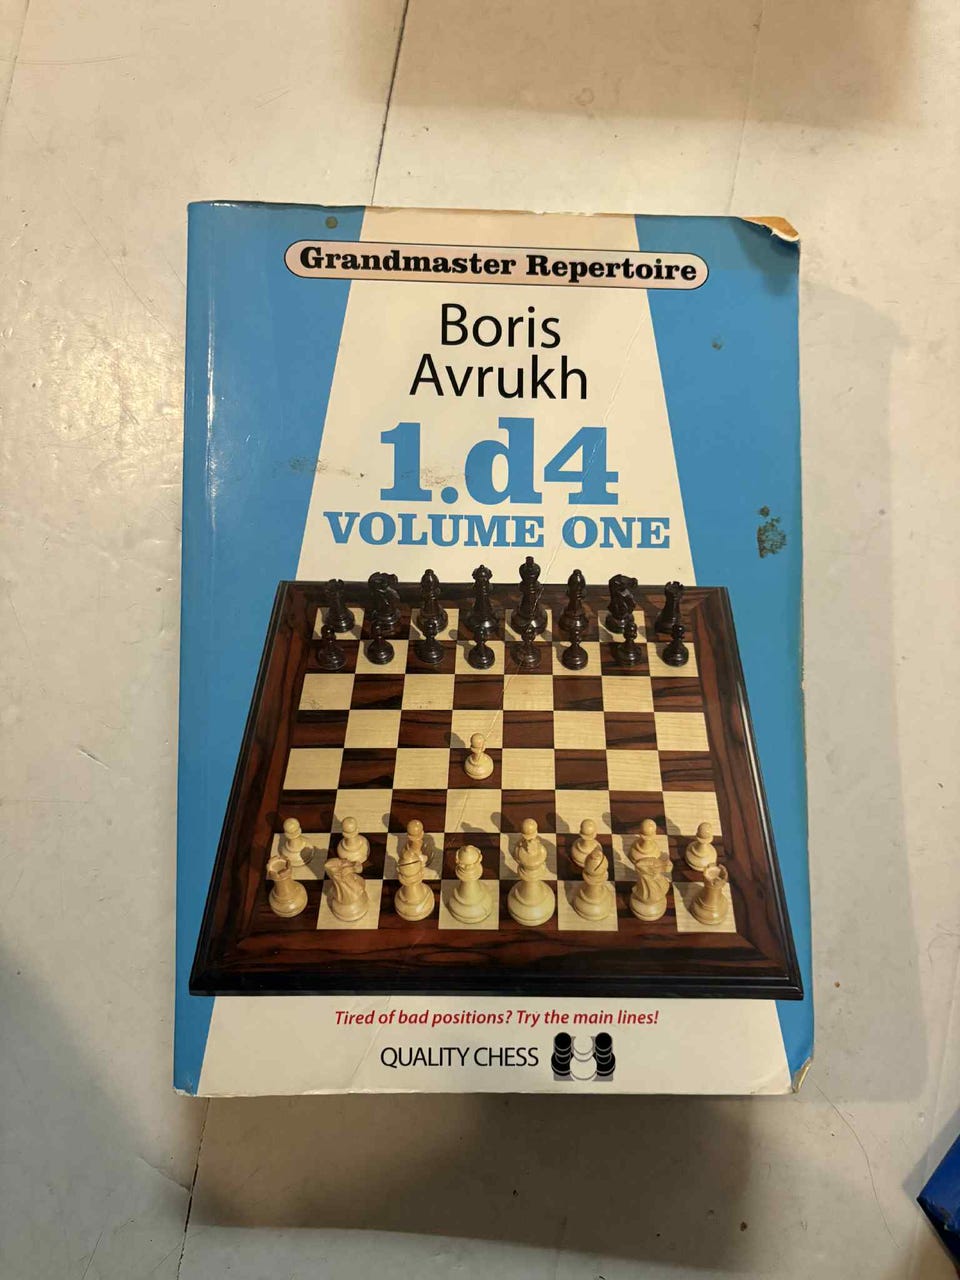 Grandmaster Repertoire
Boris
Avrukh
1.d4
VOLUME ONE
Tired of bad positions? Try the main lines!
QUALITY CHESS